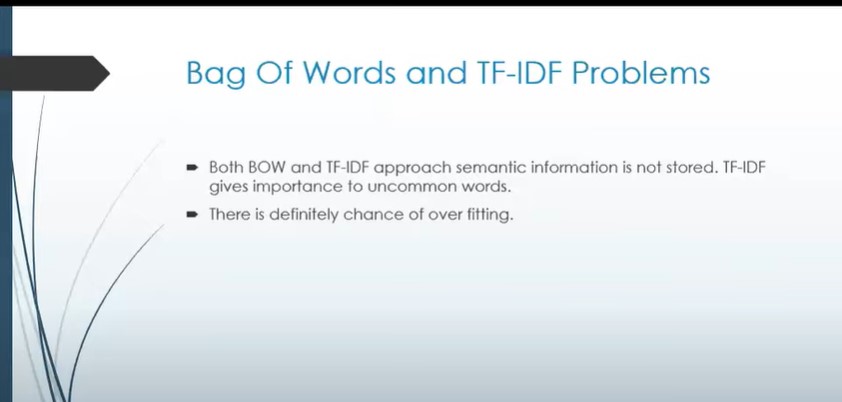 Bag Of Words and TF-IDF Problems
Both BOW and TF-IDF approach semantic information is not stored. TF-IDF
gives importance to uncommon words.
There is definitely chance of over fitting.